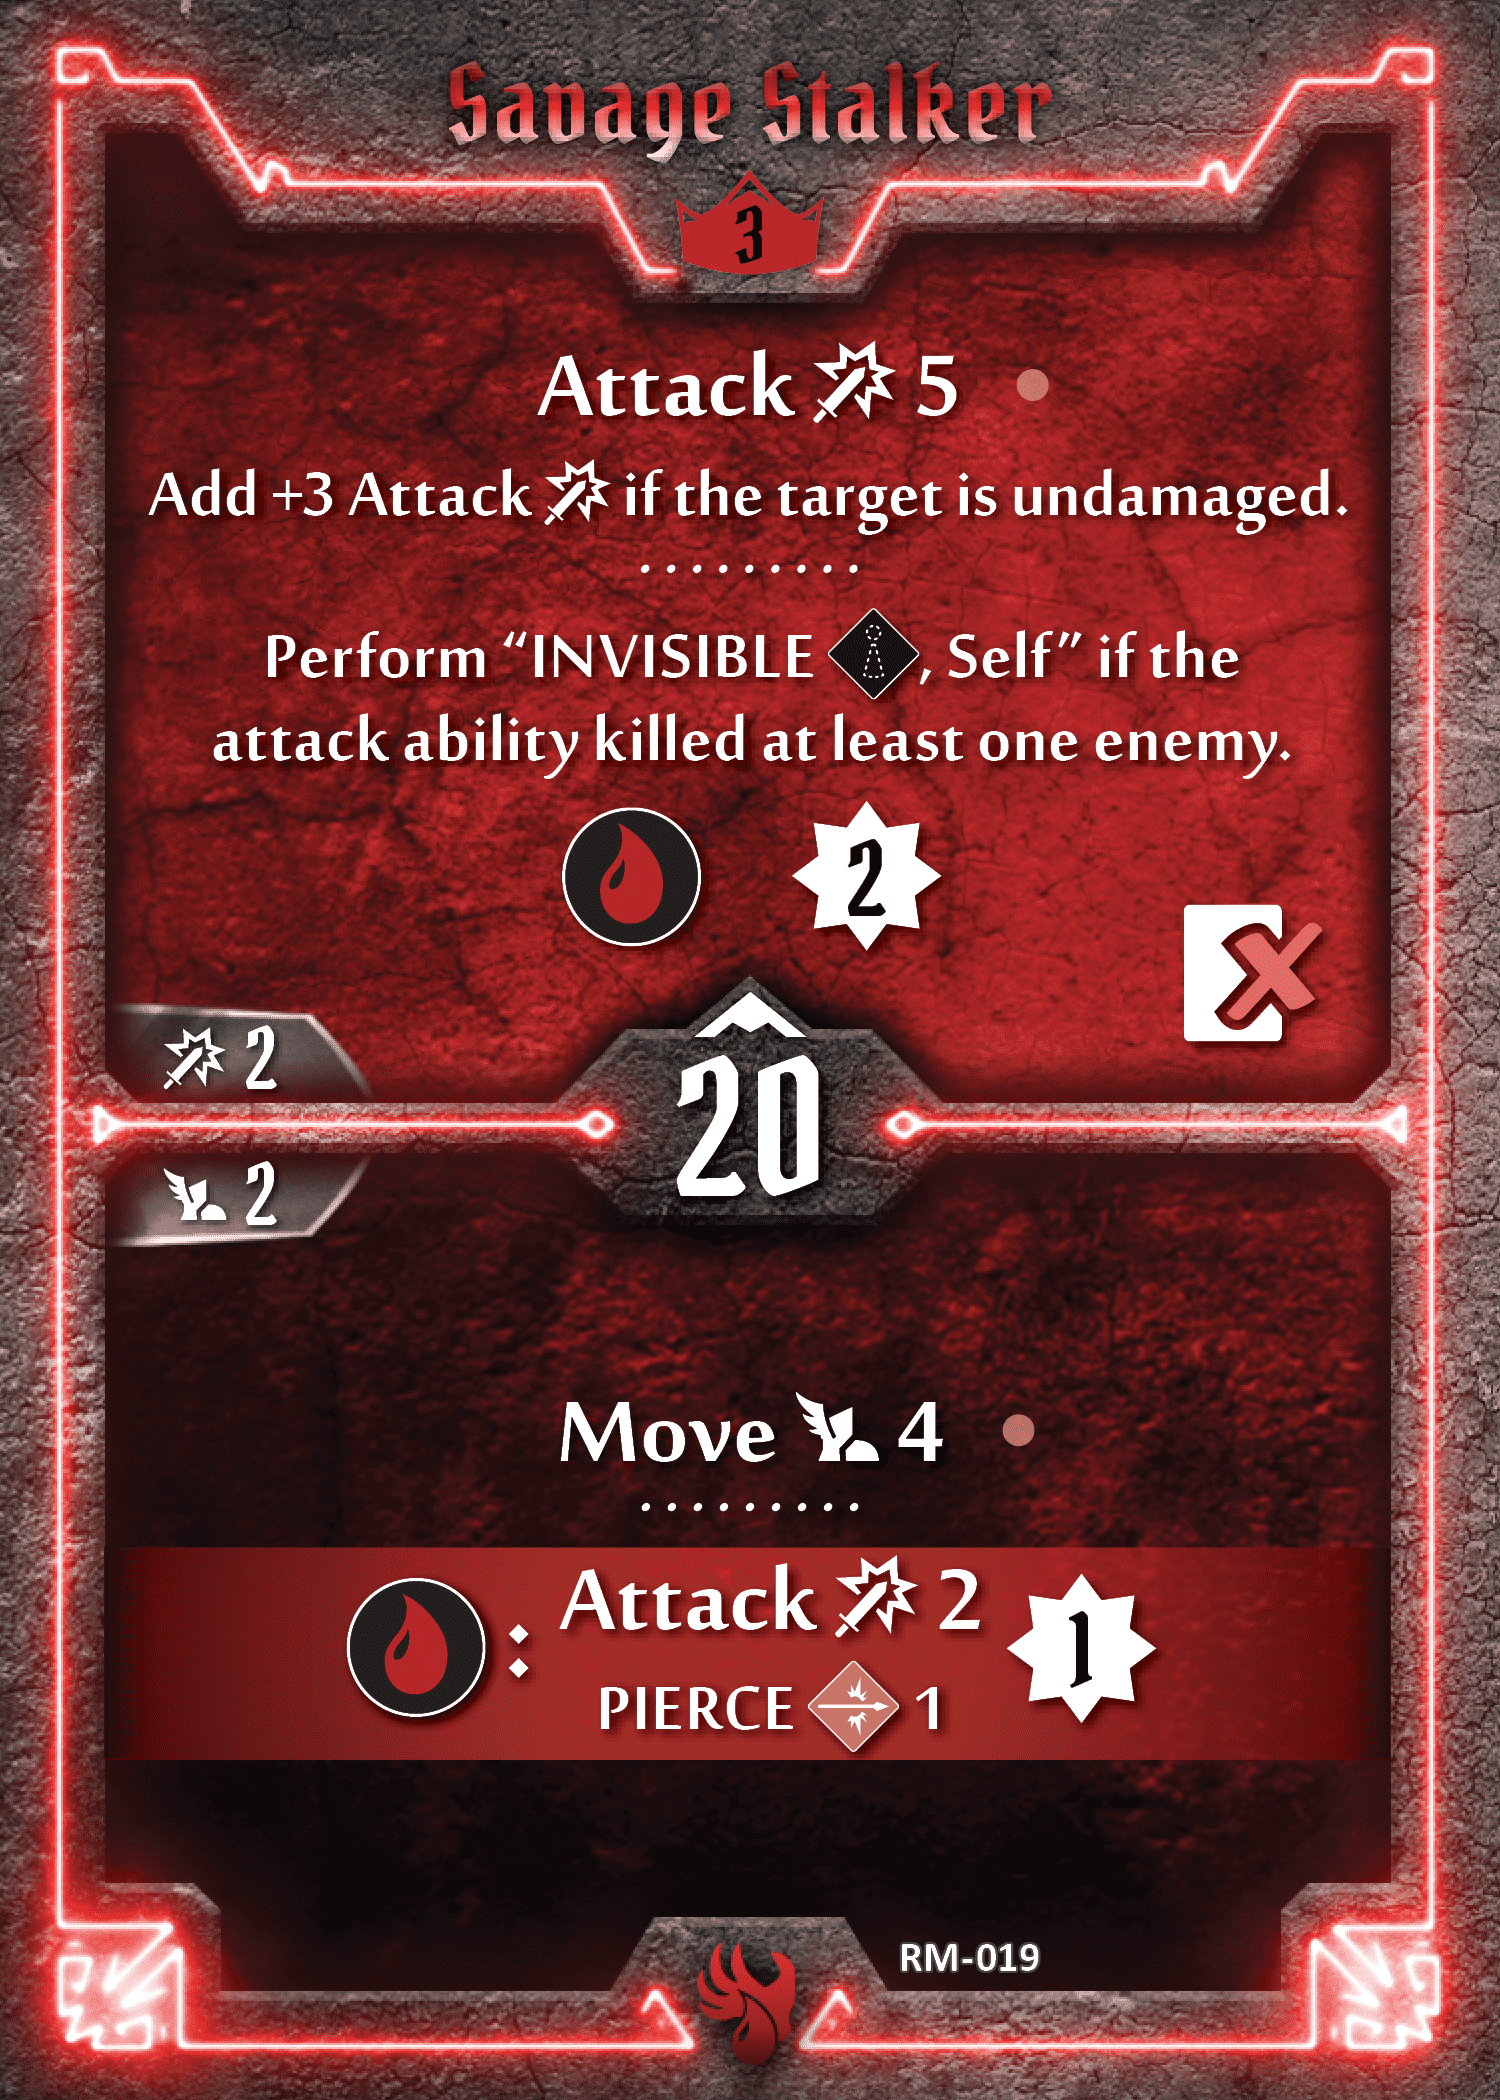 Savage Stalker
3
Attack 5
Add +3 Attack if the target is undamaged.
Perform “INVISIBLE , Self” if the
attack ability killed at least one enemy.
2
2
20
2
Move 4
: Attack 2
1
PIERCE 1
RM-019